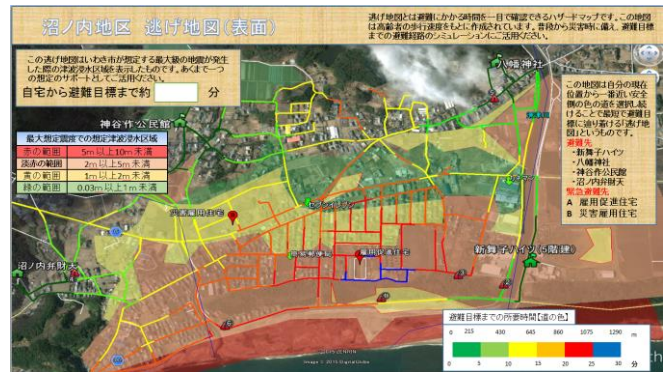 沼ノ内地区 逃げ地図(表面)
逃げ地図とは避難にかかる時間を一目で確認できるハザードマップです。この地図
は高齢者の歩行速度をもとに作成されています。普段から災害時に備え、避難目標
までの避難経路のシミュレーションにご活用ください。
この逃げ地図はいわき市が想定する最大級の地震が発生
した際の津波浸水区域を表示したものです。あくまで一つ
の想定のサポートとしてご活用ください。
自宅から避難目標まで約 分
八幡神社
この地図は自分の現在
位置から一番近い安全
側の色の道を選択し続
けることで最短で避難目
標に辿り着ける「逃げ地
図」というものです。
避難先
・新舞子ハイツ
・八幡神社
・神谷作公民館
・沼ノ内弁財天
緊急避難先
A 雇用促進住宅
B 災害雇用住宅
神谷作公民館
最大想定震度での想定津波浸水区域
赤の範囲 5m以上10m未満
淡赤の範囲 2m以上5m未満
黄の範囲 1m以上2m未満
緑の範囲 0.03m以上1m未満
セブンイレブン
災害雇用住宅
雇用促進住宅
新舞子ハイツ(5階建)
沼ノ内弁財天
避難目標までの所要時間【道の色】
0 215 430 645 860 1075 1290 m
0 5 10 15 20 25 30 分